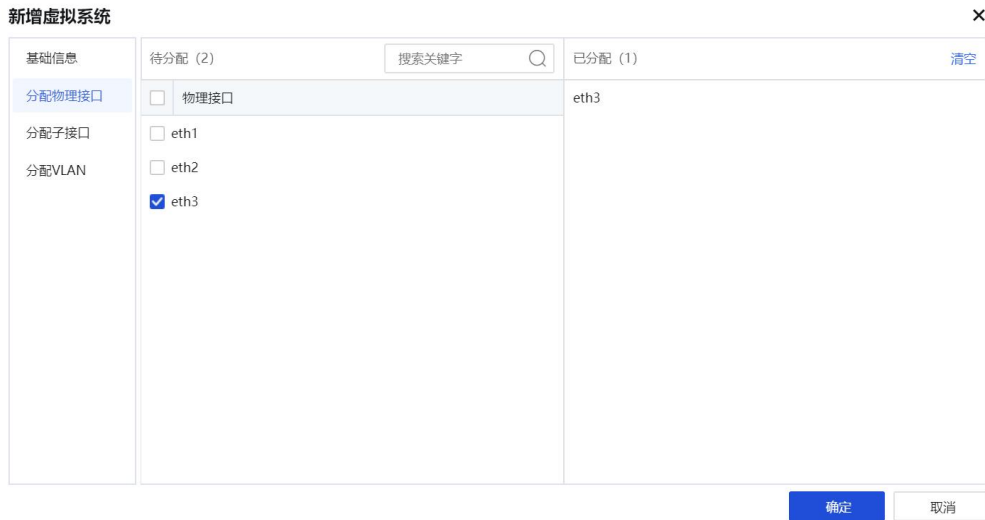 新增虚拟系统
基础信息
分配物理接口
分配子接口
分配VLAN
待分配（2）
搜索关键字
物理接口
eth1
eth2
eth3
已分配（1）
清空
eth3
确定
取消